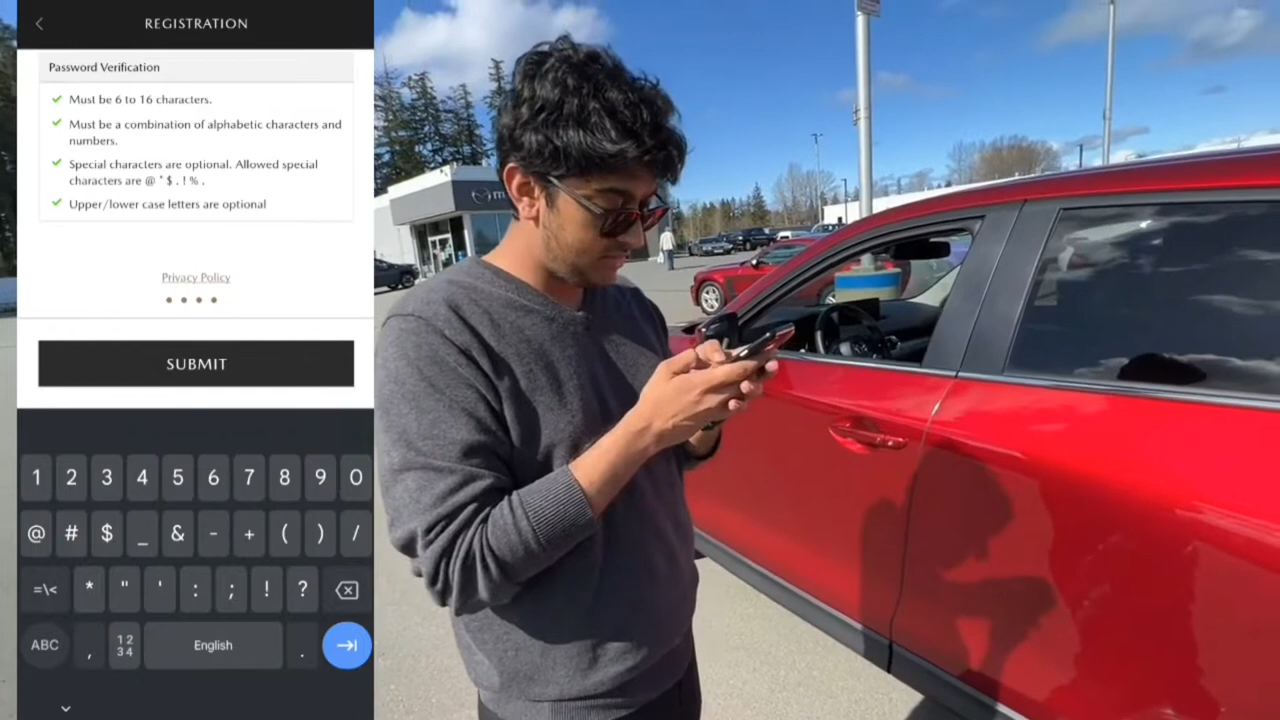 REGISTRATION
Password Verification
Must be 6 to 16 characters.
Must be a combination of alphabetic characters and
numbers.
Special characters are optional. Allowed special
characters are @ * $ . ! % .
Upper/lower case letters are optional
Privacy Policy
SUBMIT
1 2 3 4 5 6 7 8 9 0
@ # $ _ & - + ( ) /
=\< * " ' : ; ! ?
ABC , 12 34 English .